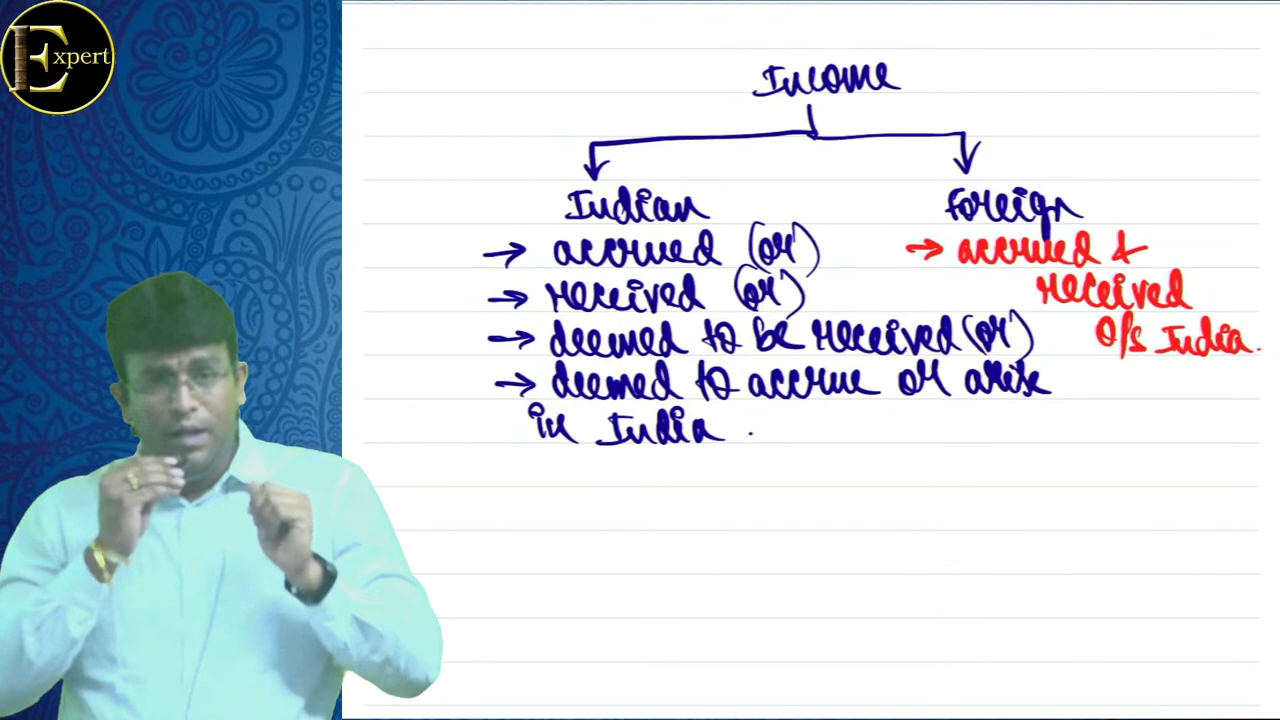 Expert
Income
Indian
Foreign
→ accrued (or)
→ received (or)
→ deemed to be received (or)
→ deemed to accrue or arise
in India .
→ accrued &
received
o/s India.